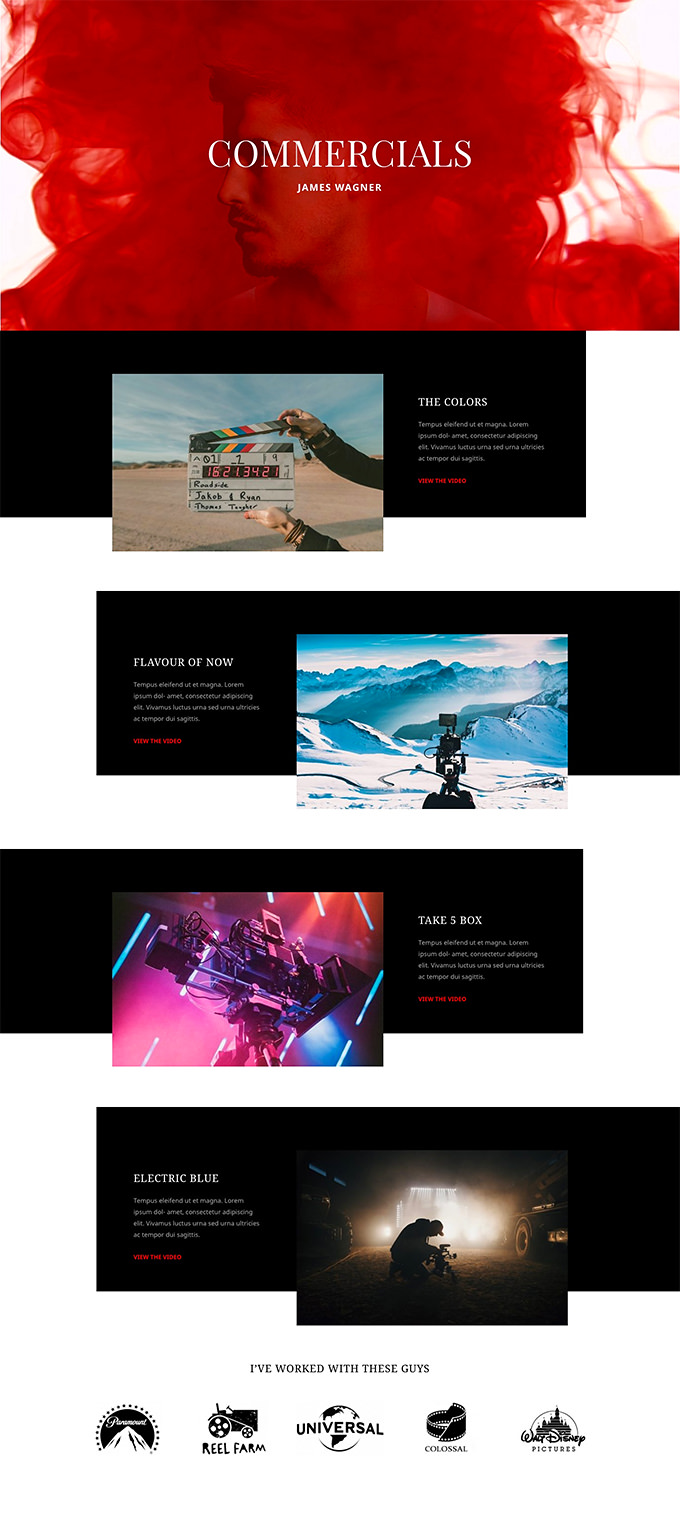 COMMERCIALS
JAMES WAGNER
01 1 9
16:21:34:21
Roadside
Jakob & Ryan
Thomas Taugher
THE COLORS
Tempus eleifend ut et magna. Lorem
ipsum dol- amet, consectetur adipiscing
elit. Vivamus luctus urna sed urna ultricies
ac tempor dui sagittis.
VIEW THE VIDEO
FLAVOUR OF NOW
Tempus eleifend ut et magna. Lorem
ipsum dol- amet, consectetur adipiscing
elit. Vivamus luctus urna sed urna ultricies
ac tempor dui sagittis.
VIEW THE VIDEO
TAKE 5 BOX
Tempus eleifend ut et magna. Lorem
ipsum dol- amet, consectetur adipiscing
elit. Vivamus luctus urna sed urna ultricies
ac tempor dui sagittis.
VIEW THE VIDEO
ELECTRIC BLUE
Tempus eleifend ut et magna. Lorem
ipsum dol- amet, consectetur adipiscing
elit. Vivamus luctus urna sed urna ultricies
ac tempor dui sagittis.
VIEW THE VIDEO
I'VE WORKED WITH THESE GUYS
Paramount
REEL FARM
UNIVERSAL
COLOSSAL
WALT DISNEY
PICTURES